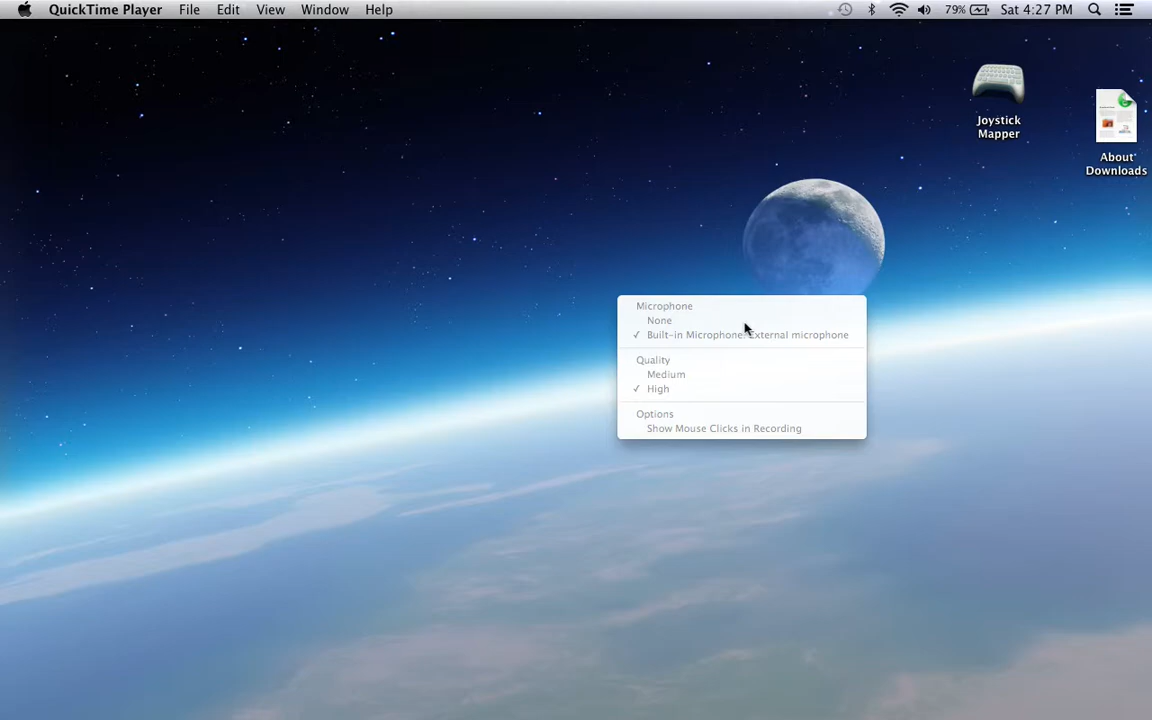 QuickTime Player File Edit View Window Help 79% Sat 4:27 PM
Joystick
Mapper
About
Downloads
Microphone
None
✓ Built-in Microphone: External microphone
Quality
Medium
✓ High
Options
Show Mouse Clicks in Recording